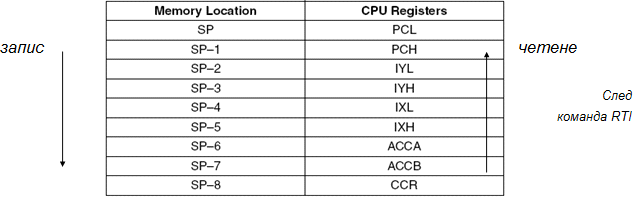 Memory Location CPU Registers
SP PCL
запис SP–1 PCH четене
SP–2 IYL
SP–3 IYH
След
SP–4 IXL
команда RTI
SP–5 IXH
SP–6 ACCA
SP–7 ACCB
SP–8 CCR